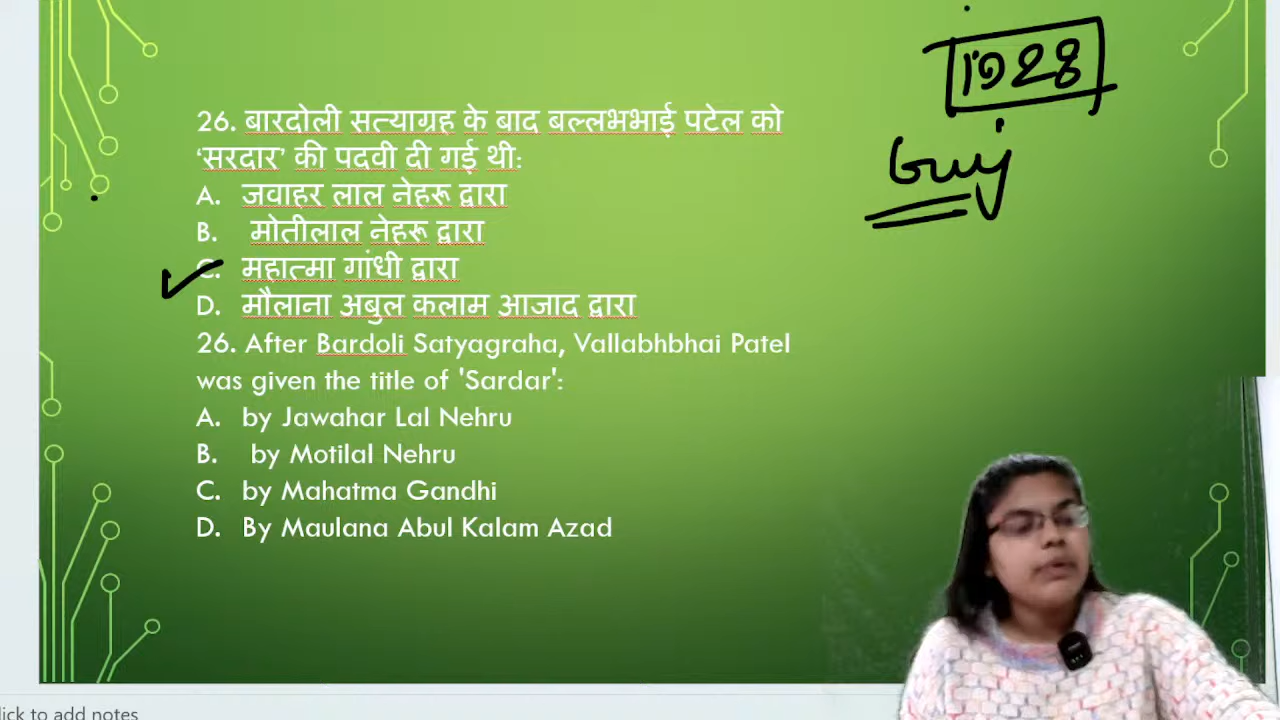 1928
Guj
26. बारदोली सत्याग्रह के बाद बल्लभभाई पटेल को
‘सरदार’ की पदवी दी गई थी:
A. जवाहर लाल नेहरू द्वारा
B. मोतीलाल नेहरू द्वारा
C. महात्मा गांधी द्वारा
D. मौलाना अबुल कलाम आजाद द्वारा
26. After Bardoli Satyagraha, Vallabhbhai Patel
was given the title of 'Sardar':
A. by Jawahar Lal Nehru
B. by Motilal Nehru
C. by Mahatma Gandhi
D. By Maulana Abul Kalam Azad
lick to add notes